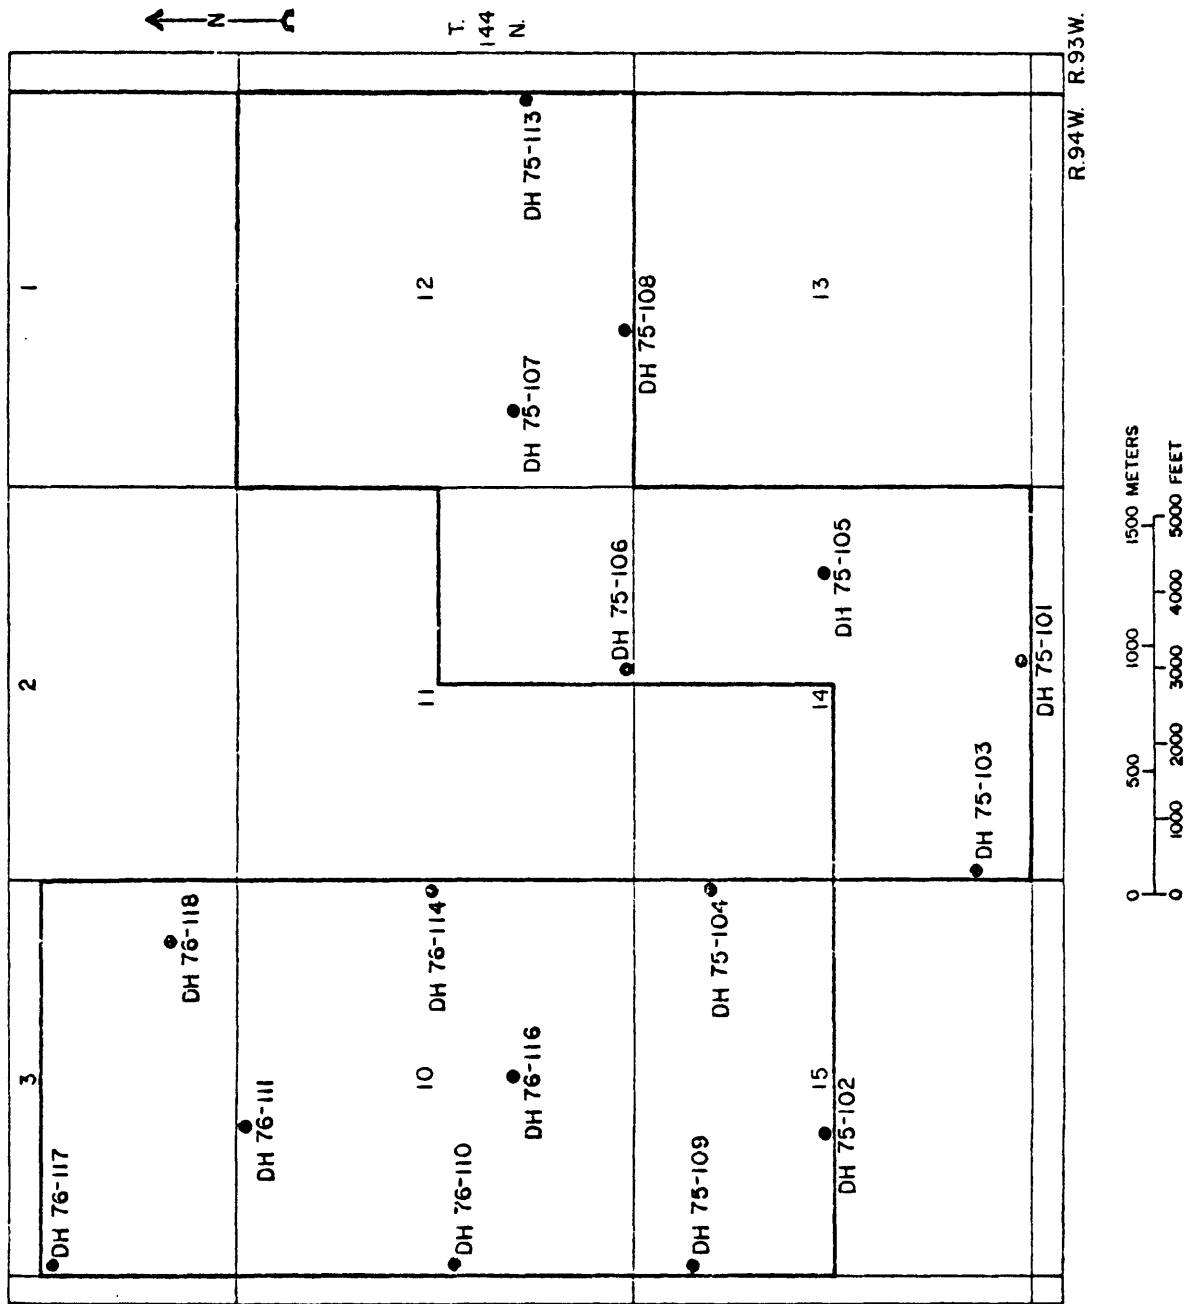 N
T.
144
N.
R.93W.
R.94W.
1
2
3
12
11
10
13
14
15
DH 76-117
DH 76-118
DH 76-111
DH 76-114
DH 76-110
DH 76-116
DH 75-113
DH 75-107
DH 75-108
DH 75-106
DH 75-105
DH 75-104
DH 75-109
DH 75-102
DH 75-103
DH 75-101
0 500 1000 1500 METERS
0 1000 2000 3000 4000 5000 FEET